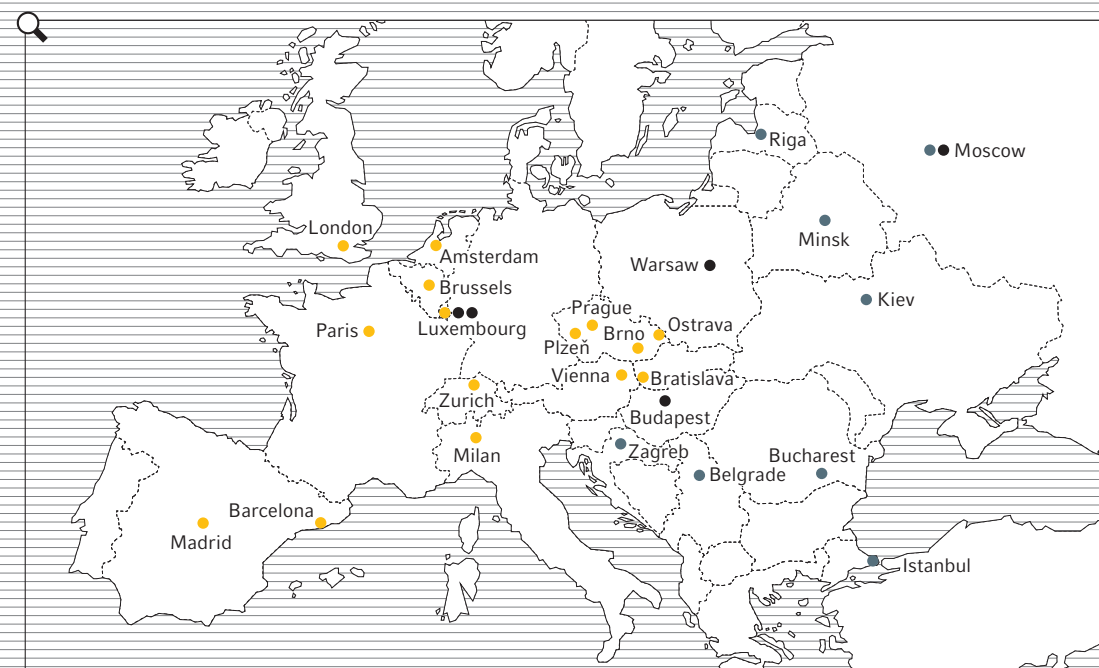 Riga
Moscow
London
Minsk
Amsterdam
Warsaw
Brussels
Kiev
Prague
Luxembourg
Ostrava
Paris
Brno
Plzeň
Vienna
Bratislava
Zurich
Budapest
Milan
Zagreb
Bucharest
Belgrade
Barcelona
Madrid
Istanbul